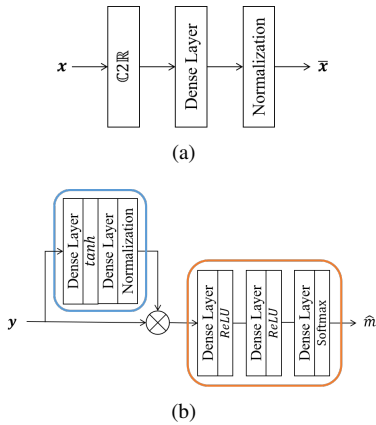 x
ℂ2ℝ
Dense Layer
Normalization
x̄
(a)
Dense Layer
tanh
Dense Layer
Normalization
y
Dense Layer
ReLU
Dense Layer
ReLU
Dense Layer
Softmax
m̂
(b)